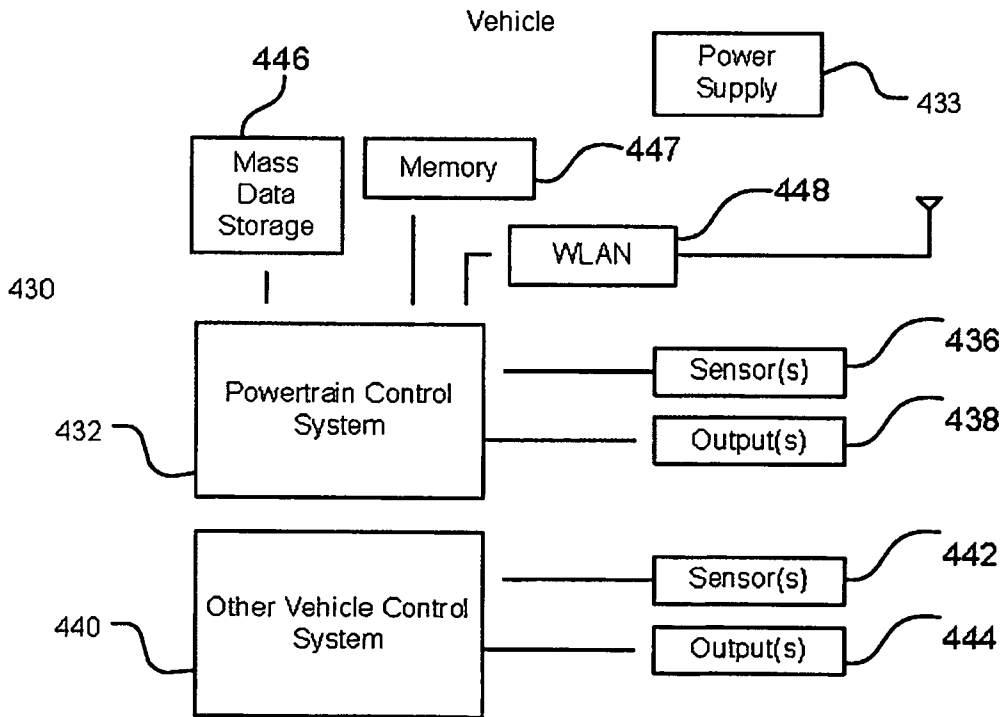 Vehicle
446
Power
Supply
433
Mass
Data
Storage
Memory
447
448
WLAN
430
Powertrain Control
System
432
436
Sensor(s)
438
Output(s)
Other Vehicle Control
System
440
442
Sensor(s)
444
Output(s)